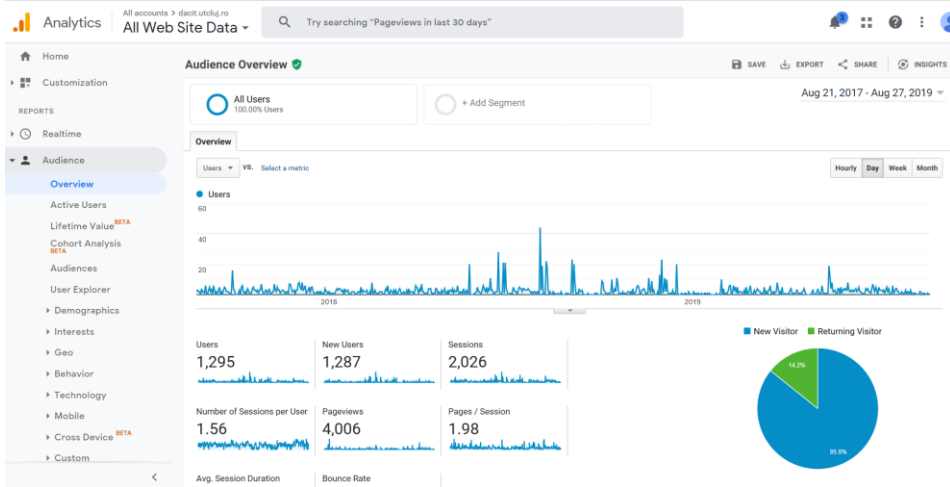 Analytics
All accounts > dacit.utcluj.ro
All Web Site Data
Try searching "Pageviews in last 30 days"
3
Home
Customization
REPORTS
Realtime
Audience
Overview
Active Users
Lifetime Value BETA
Cohort Analysis
BETA
Audiences
User Explorer
Demographics
Interests
Geo
Behavior
Technology
Mobile
Cross Device BETA
Custom
Audience Overview
SAVE
EXPORT
SHARE
INSIGHTS
All Users
100.00% Users
+ Add Segment
Aug 21, 2017 - Aug 27, 2019
Overview
Users
VS.
Select a metric
Hourly
Day
Week
Month
Users
60
40
20
2018
2019
Users
1,295
New Users
1,287
Sessions
2,026
Number of Sessions per User
1.56
Pageviews
4,006
Pages / Session
1.98
Avg. Session Duration
Bounce Rate
New Visitor
Returning Visitor
14.2%
85.8%